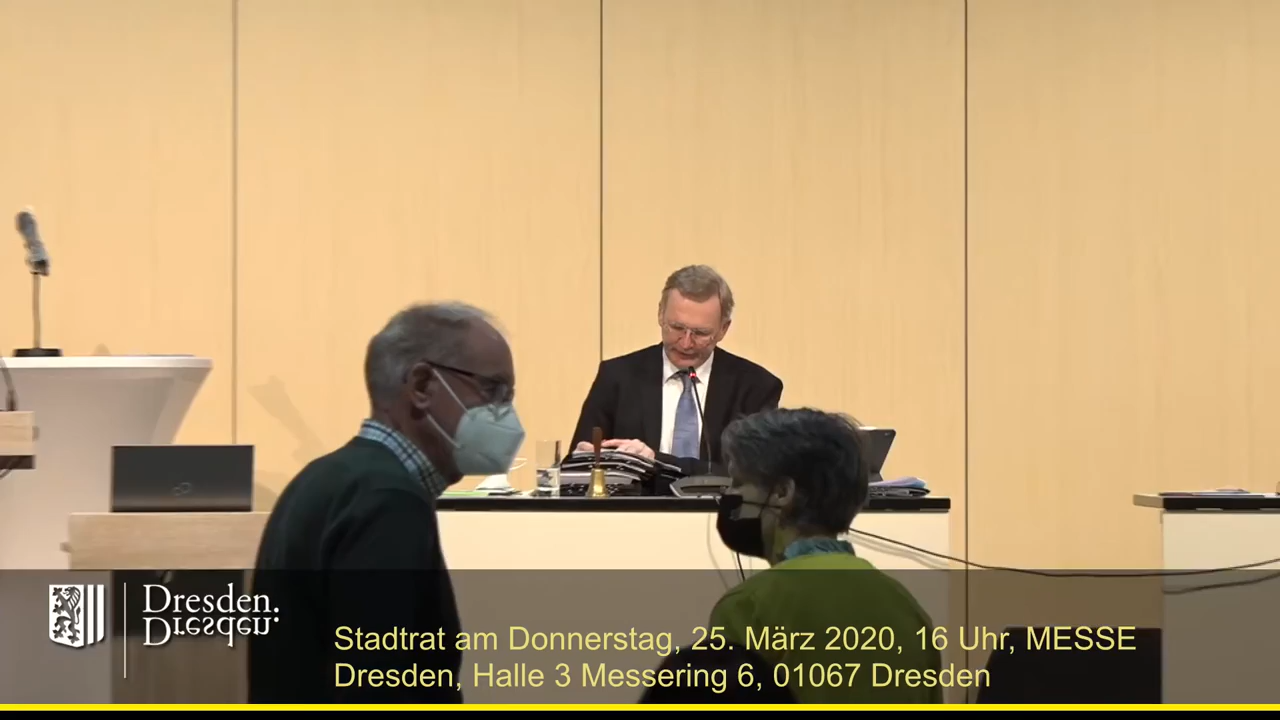 Dresden.
Dresden.
Stadtrat am Donnerstag, 25. März 2020, 16 Uhr, MESSE
Dresden, Halle 3 Messering 6, 01067 Dresden